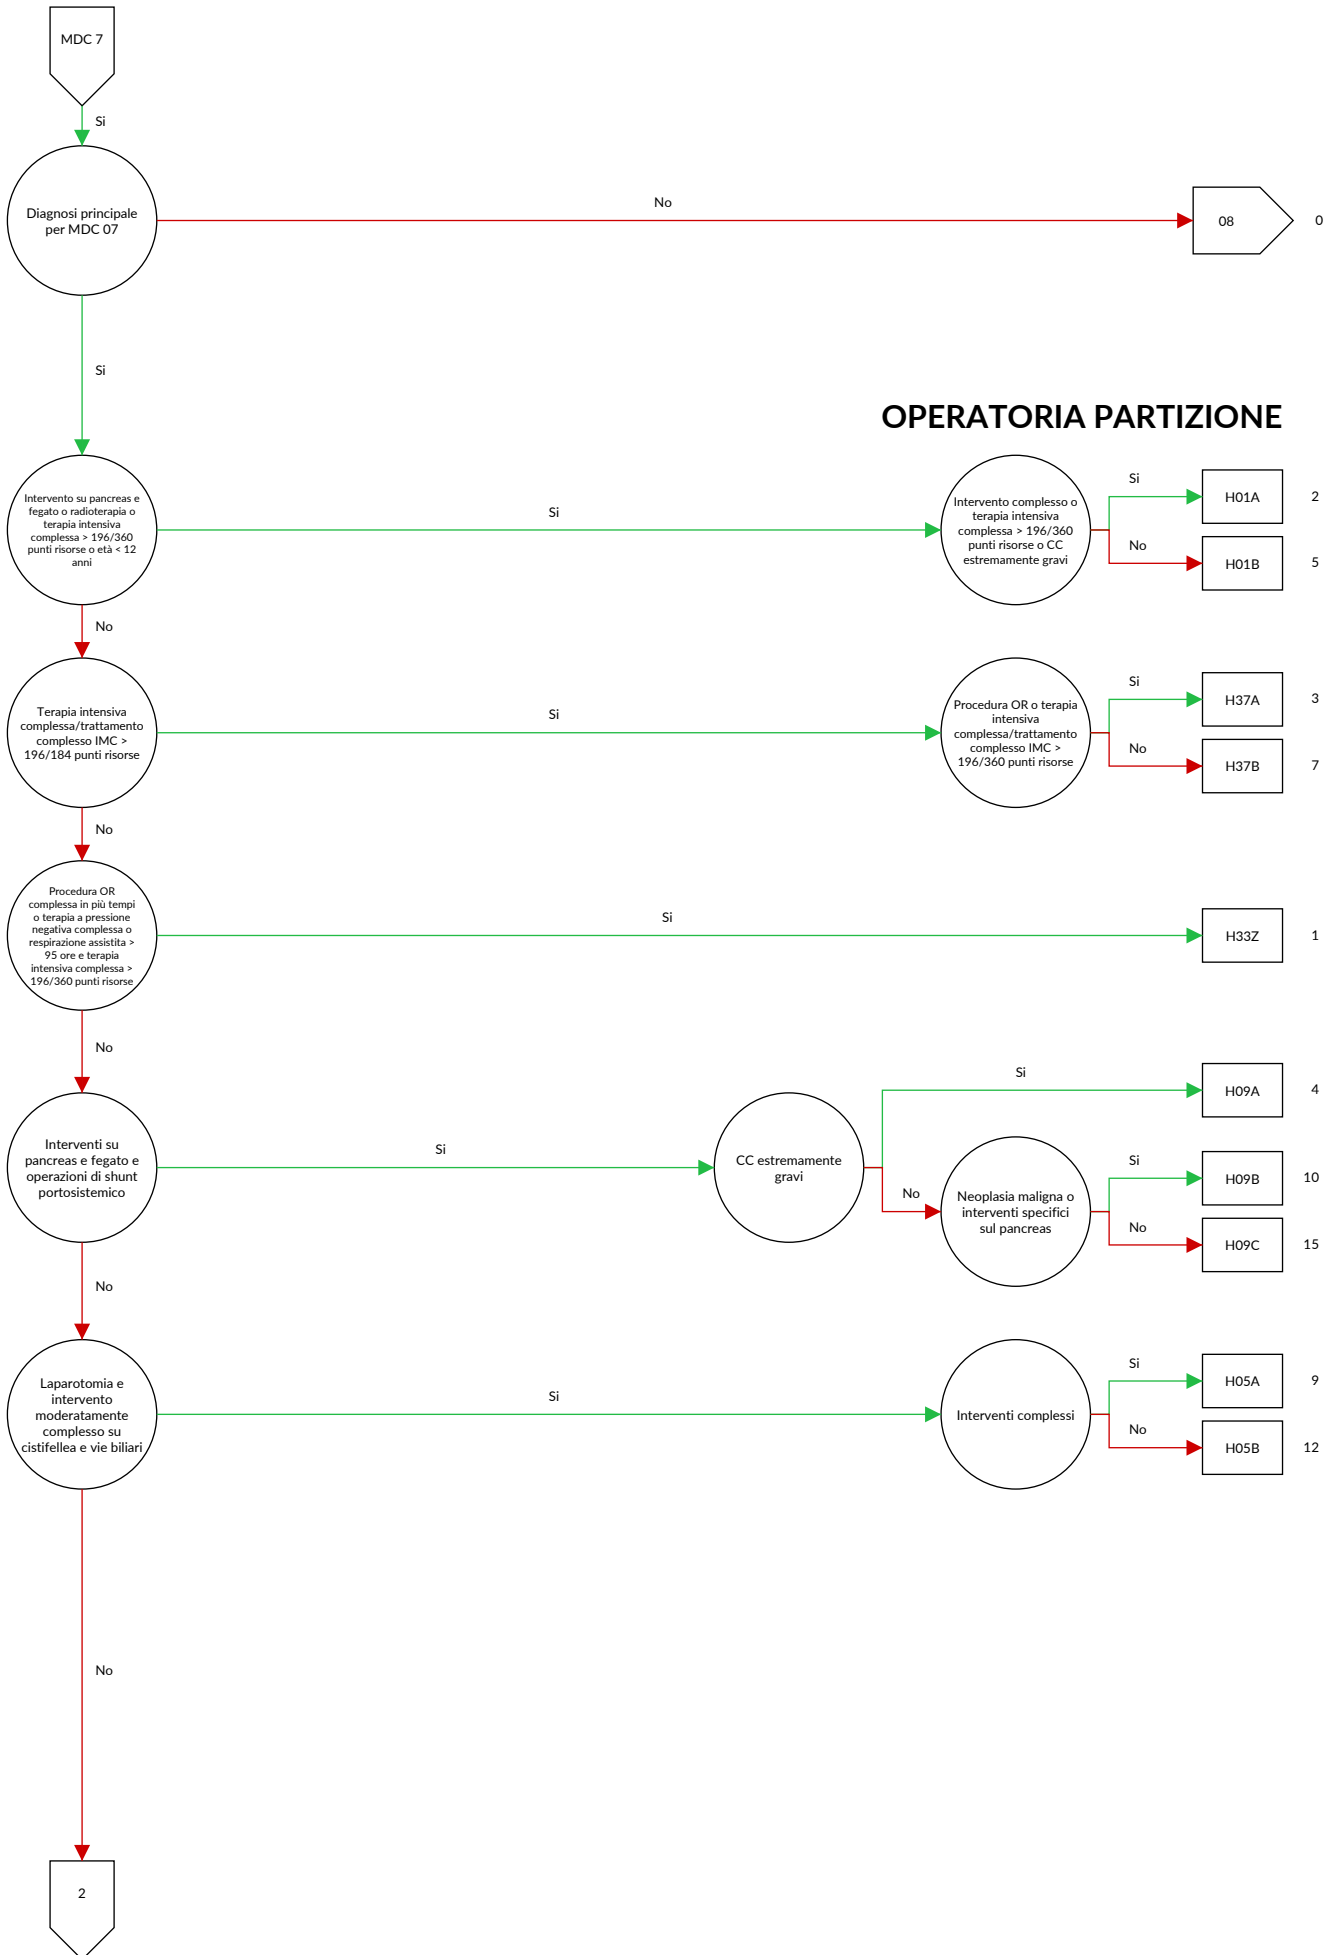 MDC 7
Si
Diagnosi principale
per MDC 07
No
08
0
Si
OPERATORIA PARTIZIONE
Intervento su pancreas e
fegato o radioterapia o
terapia intensiva
complessa > 196/360
punti risorse o età < 12
anni
Si
Intervento complesso o
terapia intensiva
complessa > 196/360
punti risorse o CC
estremamente gravi
Si
H01A
2
No
H01B
5
No
Terapia intensiva
complessa/trattamento
complesso IMC >
196/184 punti risorse
Si
Procedura OR o terapia
intensiva
complessa/trattamento
complesso IMC >
196/360 punti risorse
Si
H37A
3
No
H37B
7
No
Procedura OR
complessa in più tempi
o terapia a pressione
negativa complessa o
respirazione assistita >
95 ore e terapia
intensiva complessa >
196/360 punti risorse
Si
H33Z
1
No
Interventi su
pancreas e fegato e
operazioni di shunt
portosistemico
Si
CC estremamente
gravi
Si
H09A
4
No
Neoplasia maligna o
interventi specifici
sul pancreas
Si
H09B
10
No
H09C
15
No
Laparotomia e
intervento
moderatamente
complesso su
cistifellea e vie biliari
Si
Interventi complessi
Si
H05A
9
No
H05B
12
No
2